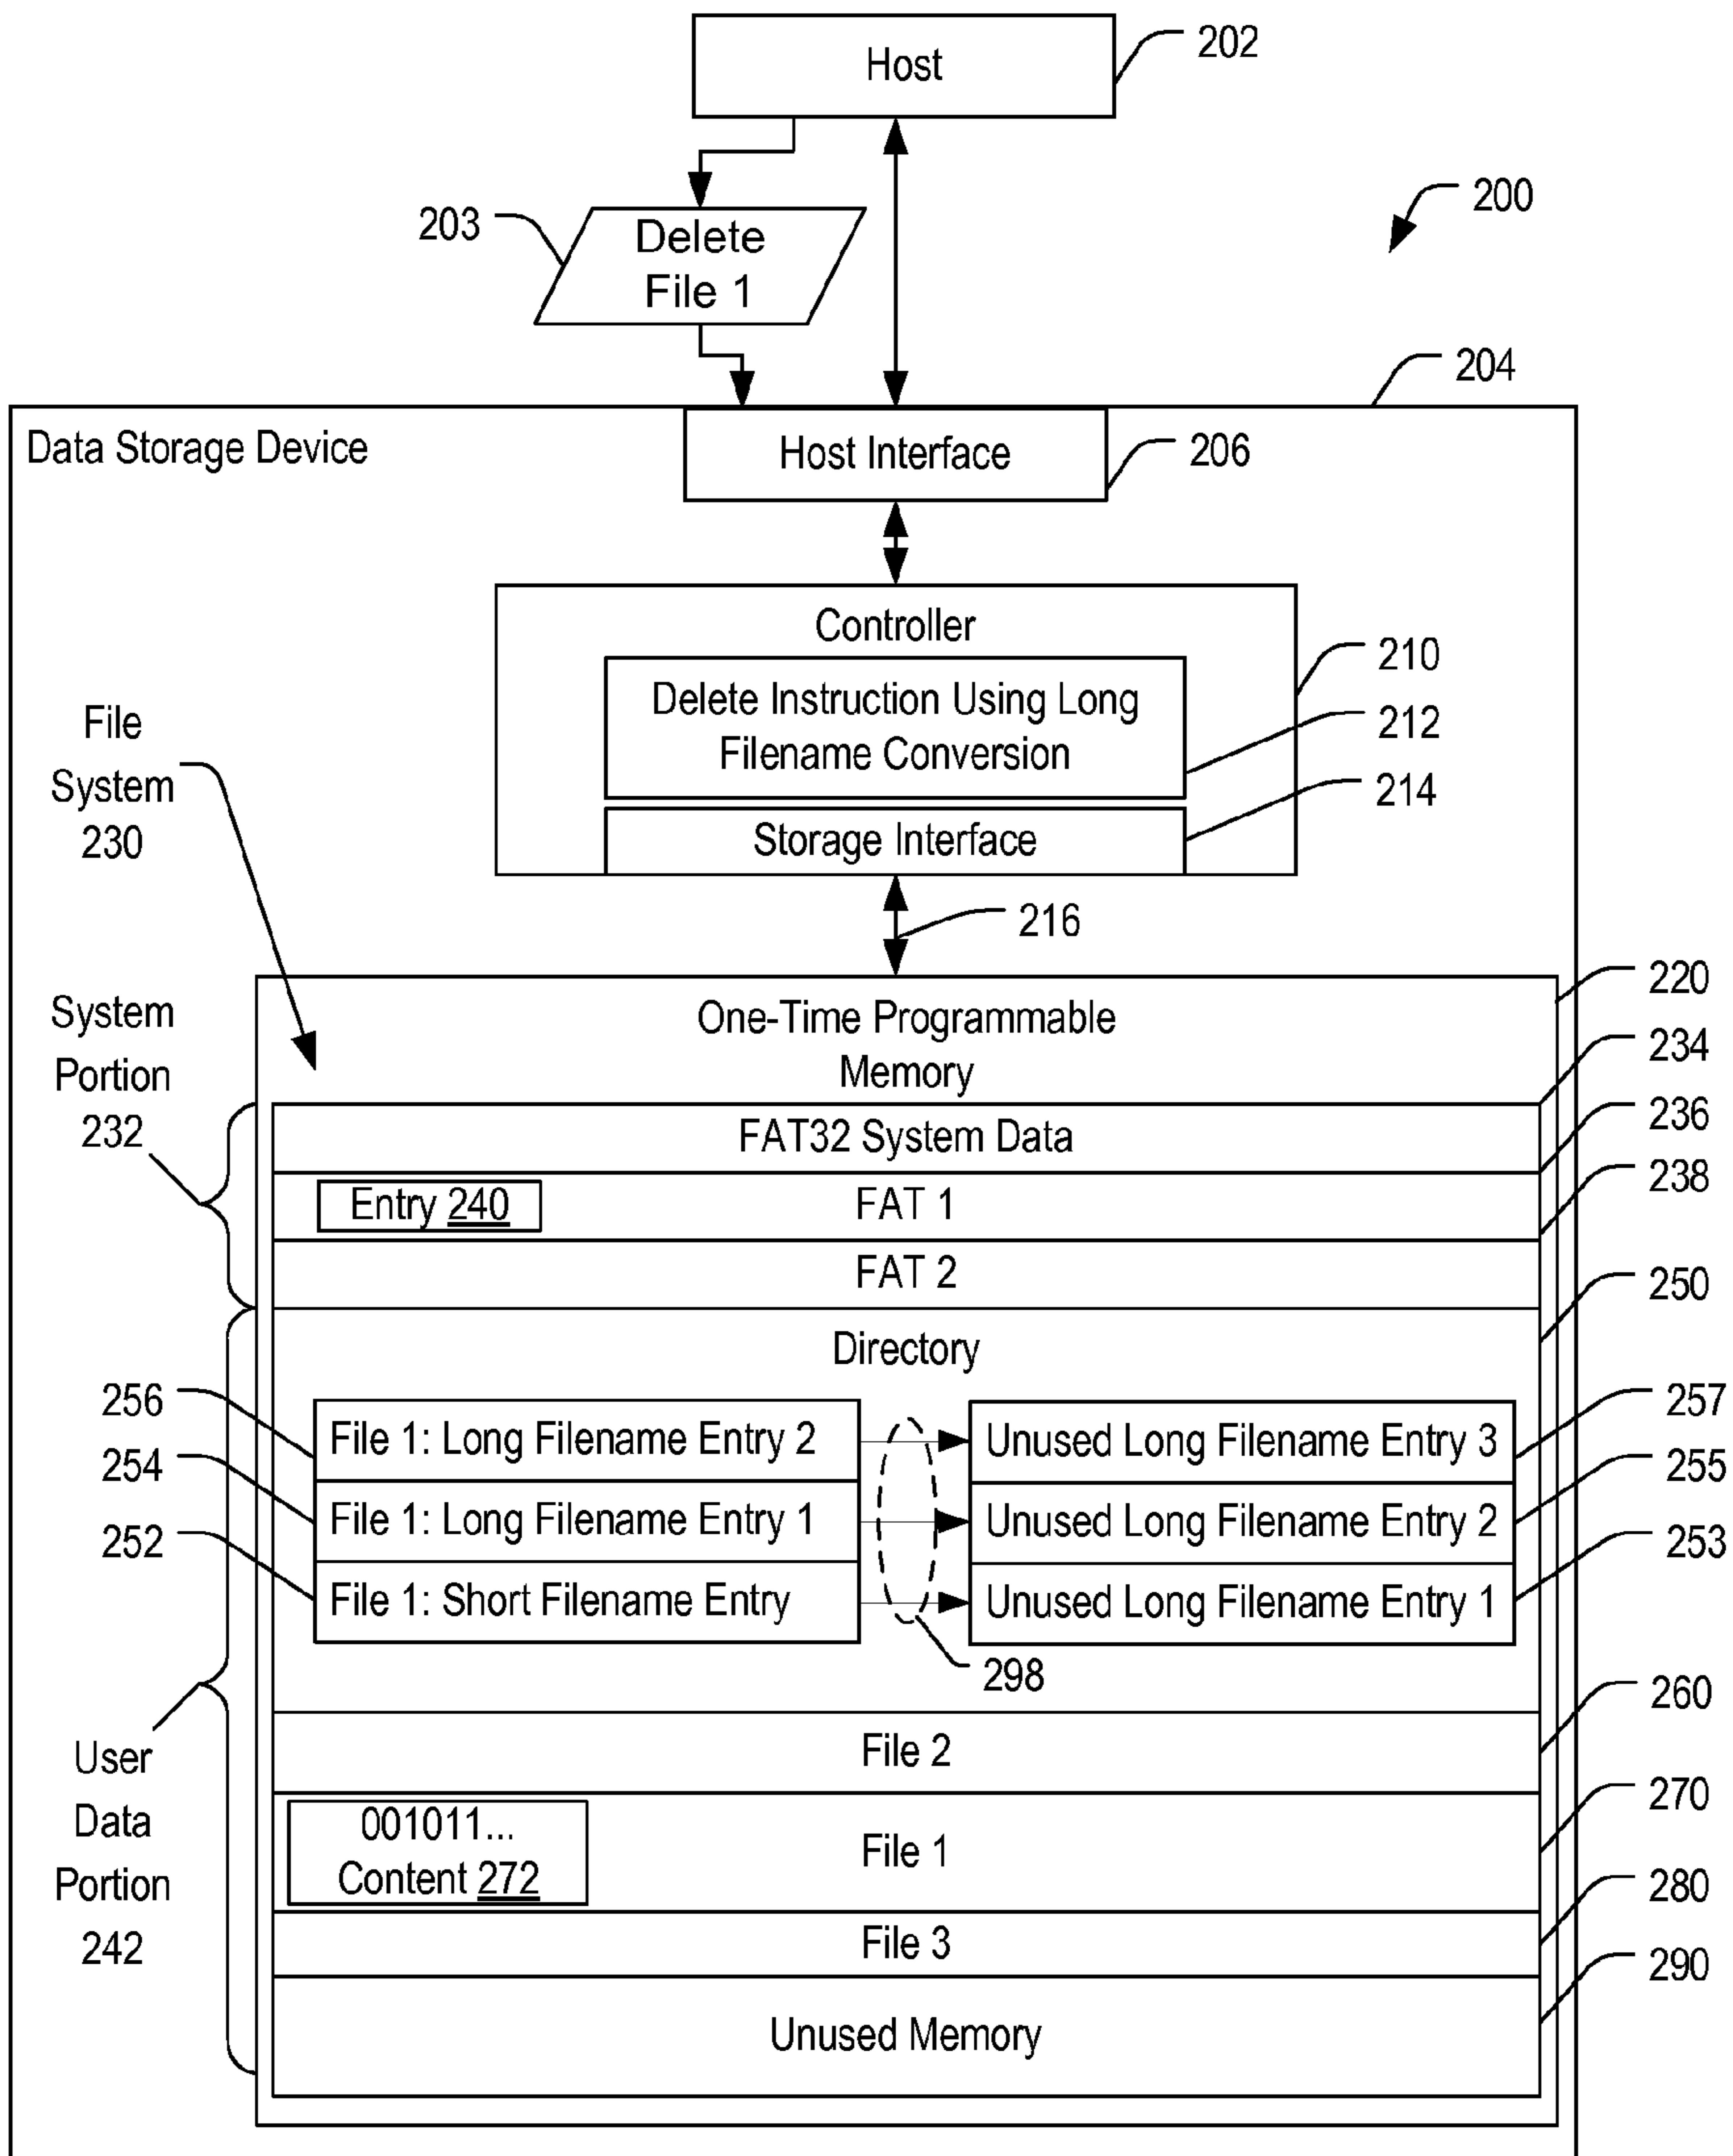 Host
202
200
203
Delete
File 1
204
Data Storage Device
Host Interface
206
Controller
210
Delete Instruction Using Long
Filename Conversion
212
Storage Interface
214
216
File
System
230
System
Portion
232
One-Time Programmable
Memory
220
234
FAT32 System Data
236
Entry 240
FAT 1
238
FAT 2
250
Directory
256
File 1: Long Filename Entry 2
Unused Long Filename Entry 3
257
254
File 1: Long Filename Entry 1
Unused Long Filename Entry 2
255
252
File 1: Short Filename Entry
Unused Long Filename Entry 1
253
298
User
Data
Portion
242
260
File 2
270
001011...
Content 272
File 1
280
File 3
290
Unused Memory